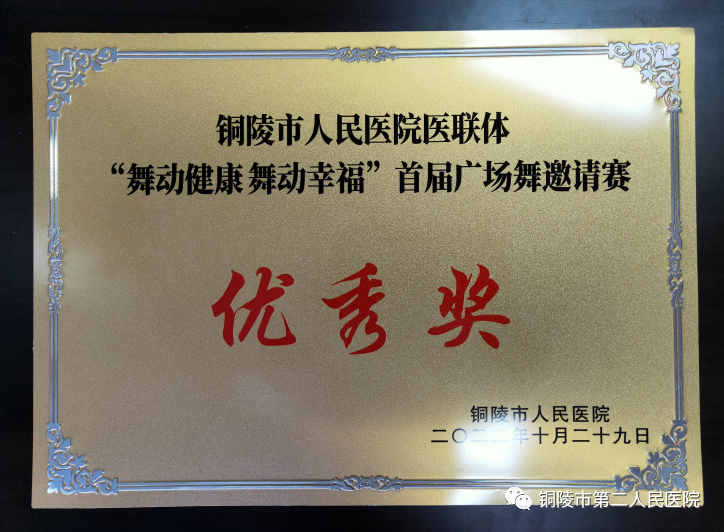 铜陵市人民医院医联体
“舞动健康 舞动幸福”首届广场舞邀请赛
优秀奖
铜陵市人民医院
二〇二二年十月二十九日
铜陵市第二人民医院